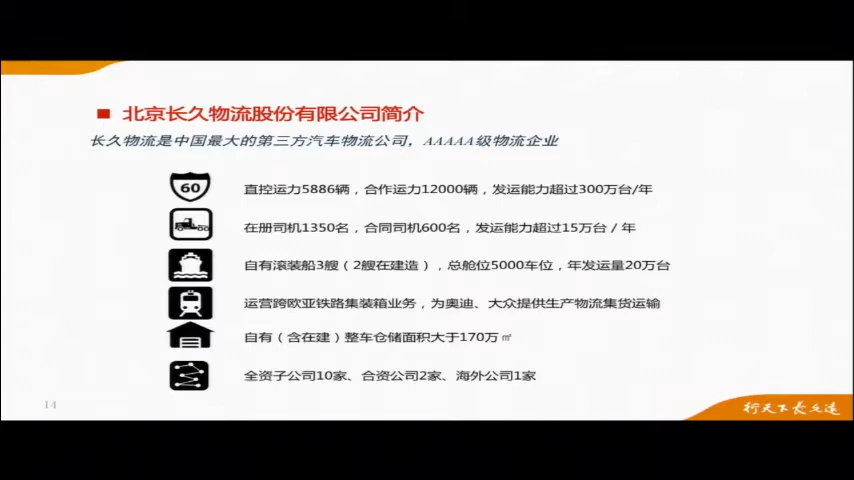 北京长久物流股份有限公司简介
长久物流是中国最大的第三方汽车物流公司，AAAAA级物流企业
60
直控运力5886辆，合作运力12000辆，发运能力超过300万台/年
在册司机1350名，合同司机600名，发运能力超过15万台 / 年
自有滚装船3艘（2艘在建造），总舱位5000车位，年发运量20万台
运营跨欧亚铁路集装箱业务，为奥迪、大众提供生产物流集货运输
自有（含在建）整车仓储面积大于170万㎡
全资子公司10家、合资公司2家、海外公司1家
14
行天下 长久远